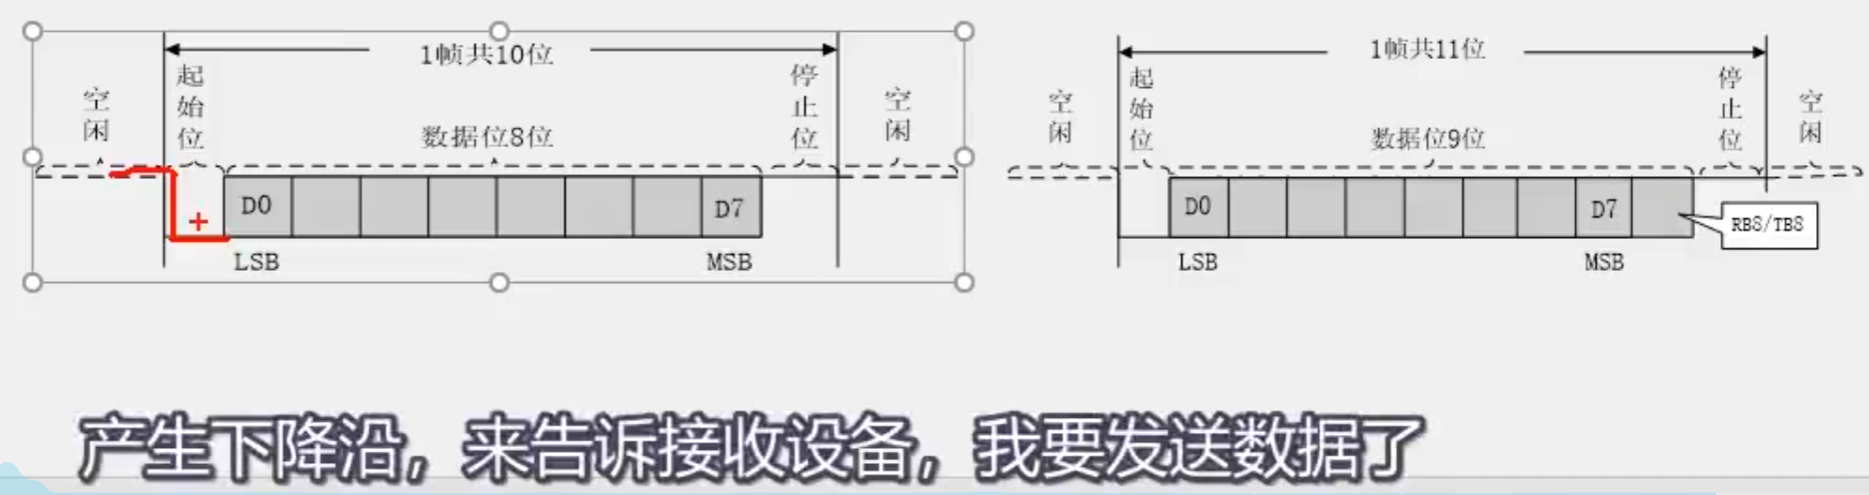 1帧共10位
空闲
起始位
数据位8位
停止位
空闲
D0
D7
LSB
MSB
1帧共11位
空闲
起始位
数据位9位
停止位
空闲
D0
D7
RB8/TB8
LSB
MSB
产生下降沿，来告诉接收设备，我要发送数据了